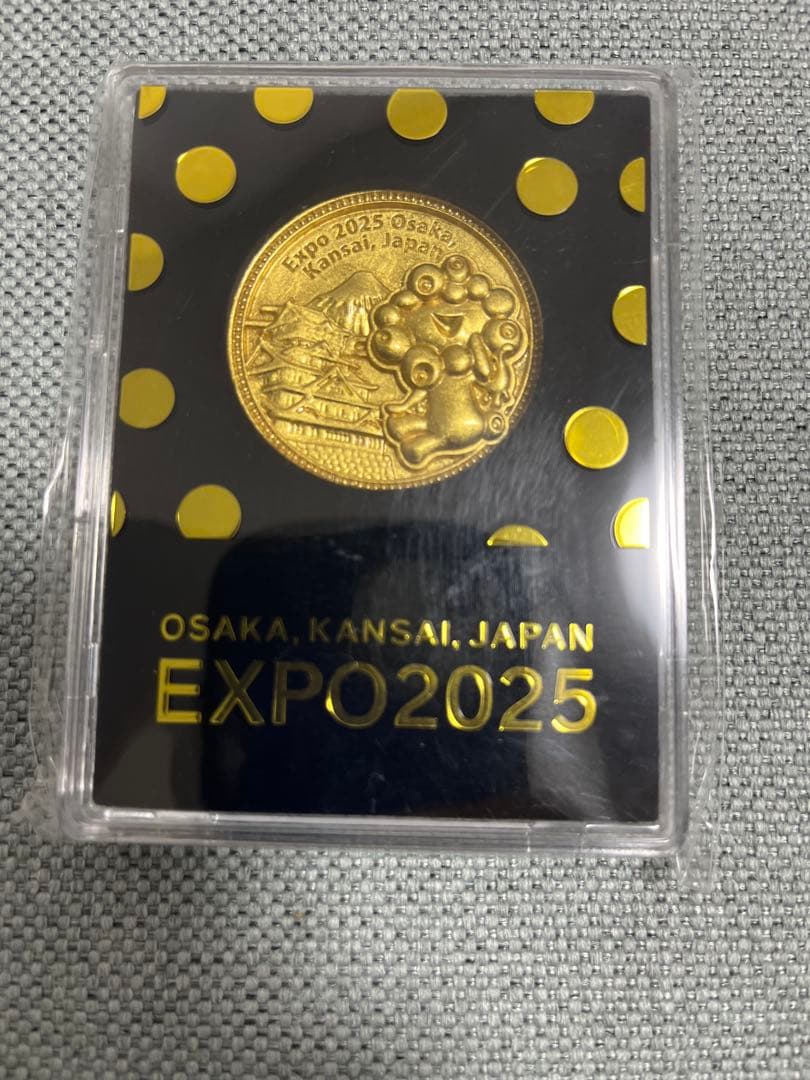 Expo 2025 Osaka,
Kansai, Japan
OSAKA, KANSAI, JAPAN
EXPO2025